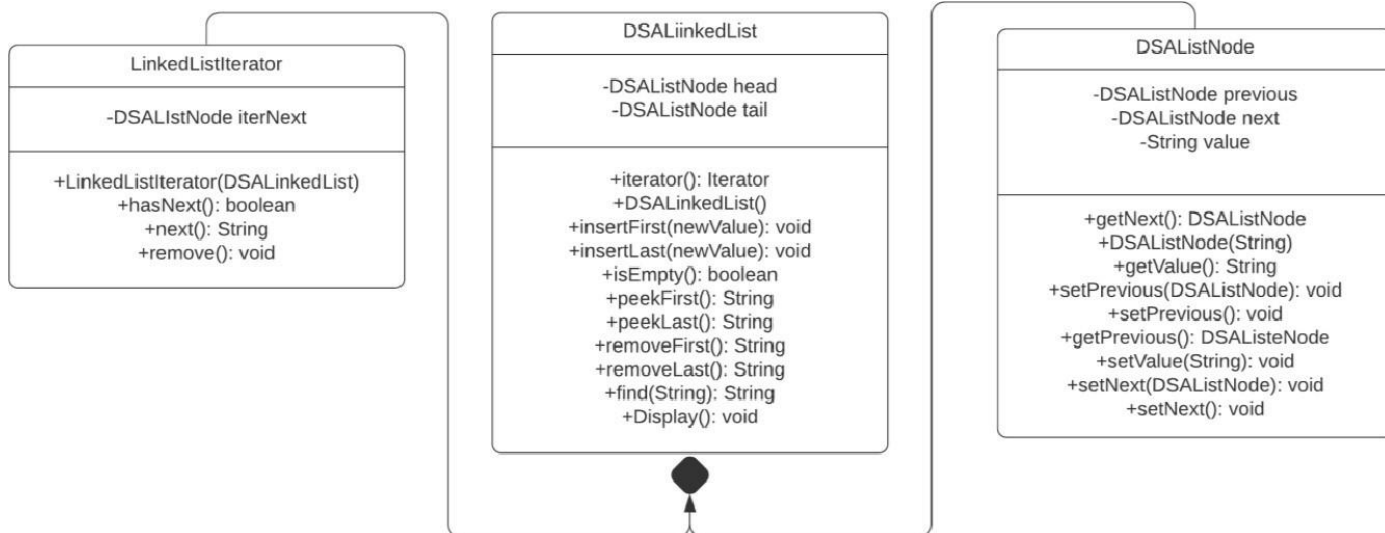 LinkedListIterator
-DSALIstNode iterNext
+LinkedListIterator(DSALinkedList)
+hasNext(): boolean
+next(): String
+remove(): void
DSALiinkedList
-DSAListNode head
-DSAListNode tail
+iterator(): Iterator
+DSALinkedList()
+insertFirst(newValue): void
+insertLast(newValue): void
+isEmpty(): boolean
+peekFirst(): String
+peekLast(): String
+removeFirst(): String
+removeLast(): String
+find(String): String
+Display(): void
DSAListNode
-DSAListNode previous
-DSAListNode next
-String value
+getNext(): DSAListNode
+DSAListNode(String)
+getValue(): String
+setPrevious(DSAListNode): void
+setPrevious(): void
+getPrevious(): DSAListeNode
+setValue(String): void
+setNext(DSAListNode): void
+setNext(): void